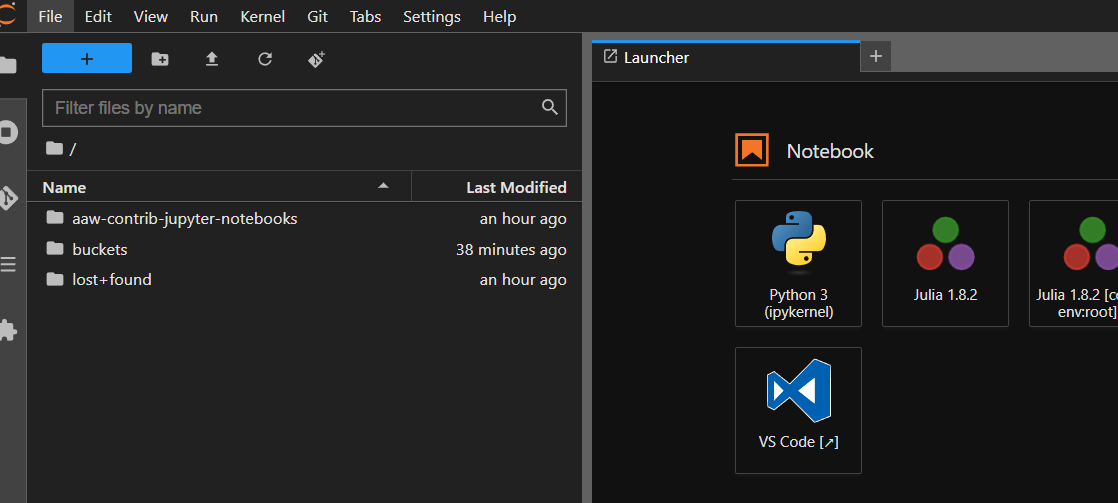 File Edit View Run Kernel Git Tabs Settings Help
Filter files by name
/
Name Last Modified
aaw-contrib-jupyter-notebooks an hour ago
buckets 38 minutes ago
lost+found an hour ago
Launcher
Notebook
Python 3
(ipykernel)
Julia 1.8.2
Julia 1.8.2 [co
env:root]
VS Code [↗]